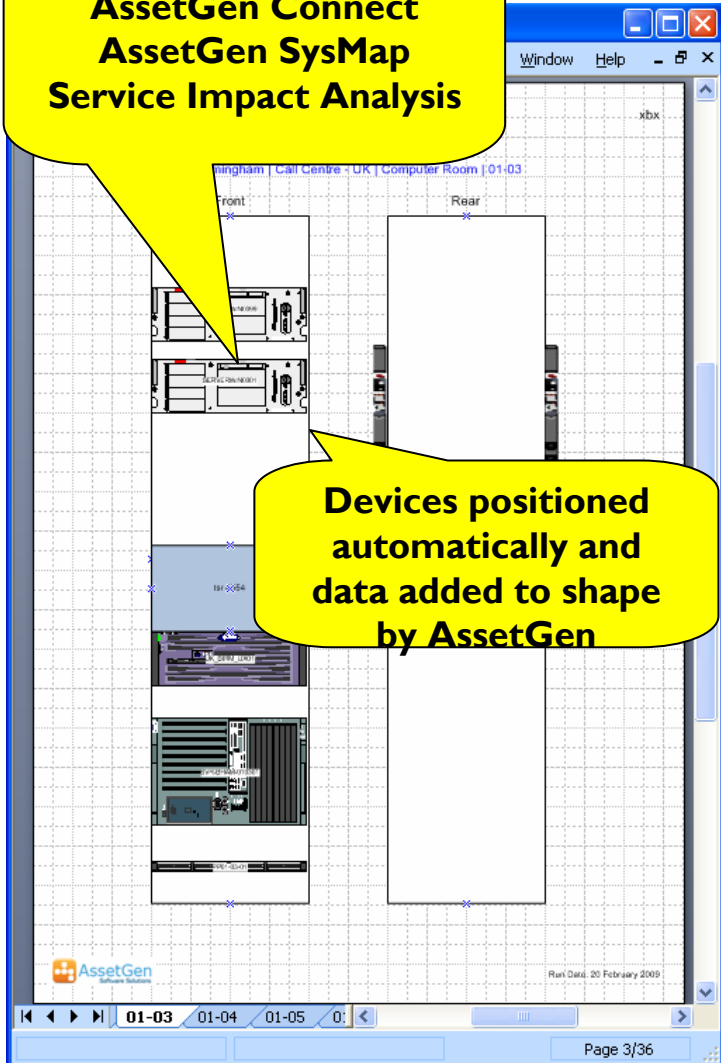 AssetGen Connect
AssetGen SysMap
Service Impact Analysis
Window Help
xbx
mingham | Call Centre - UK | Computer Room | 01-03
Front Rear
Devices positioned
automatically and
data added to shape
by AssetGen
AssetGen
Software Solutions
Run Date: 20 February 2009
01-03 01-04 01-05
Page 3/36